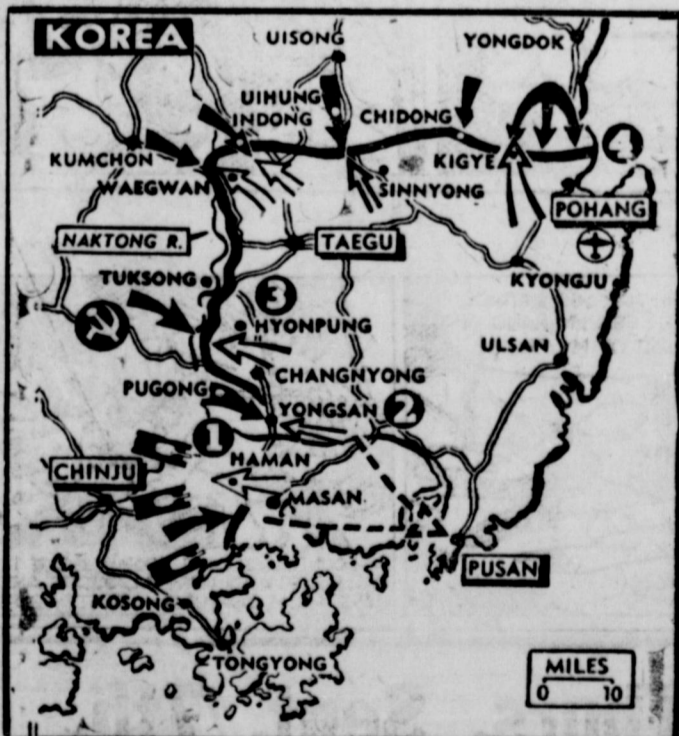 KOREA
UISONG
YONGDOK
UIHUNG
INDONG
CHIDONG
KUMCHON
KIGYE
4
WAEGWAN
SINNYONG
POHANG
NAKTONG R.
TAEGU
TUKSONG
KYONGJU
3
HYONPUNG
ULSAN
CHANGNYONG
PUGONG
YONGSAN
2
1
HAMAN
CHINJU
MASAN
PUSAN
KOSONG
TONGYONG
MILES
0 10